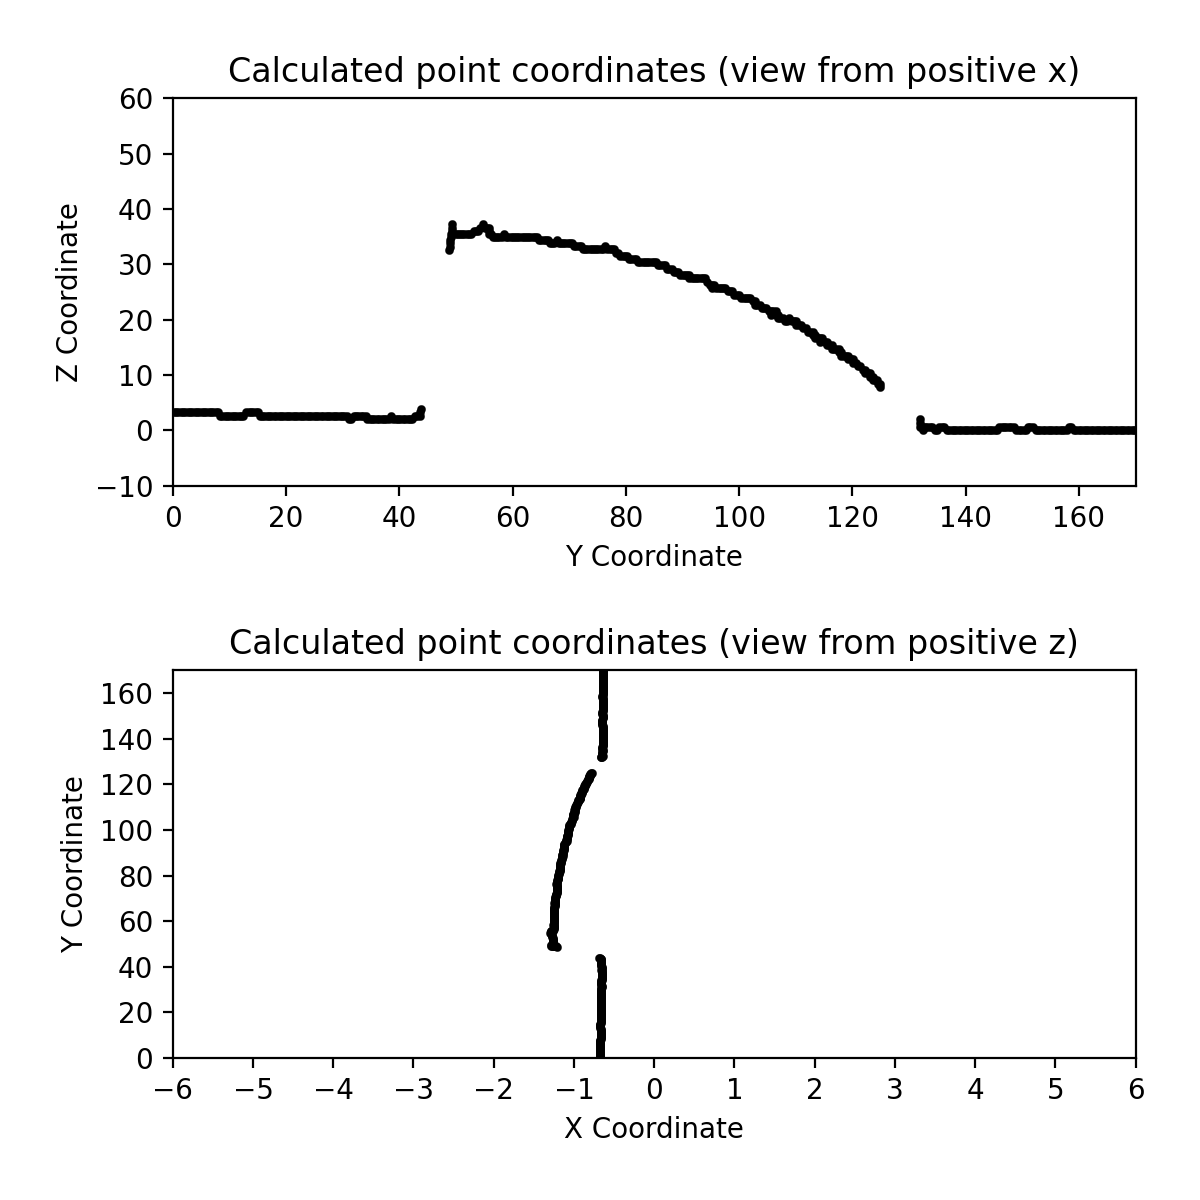 Calculated point coordinates (view from positive x)
60
50
40
30
20
10
0
−10
Z Coordinate
0 20 40 60 80 100 120 140 160
Y Coordinate
Calculated point coordinates (view from positive z)
160
140
120
100
80
60
40
20
0
Y Coordinate
−6 −5 −4 −3 −2 −1 0 1 2 3 4 5 6
X Coordinate